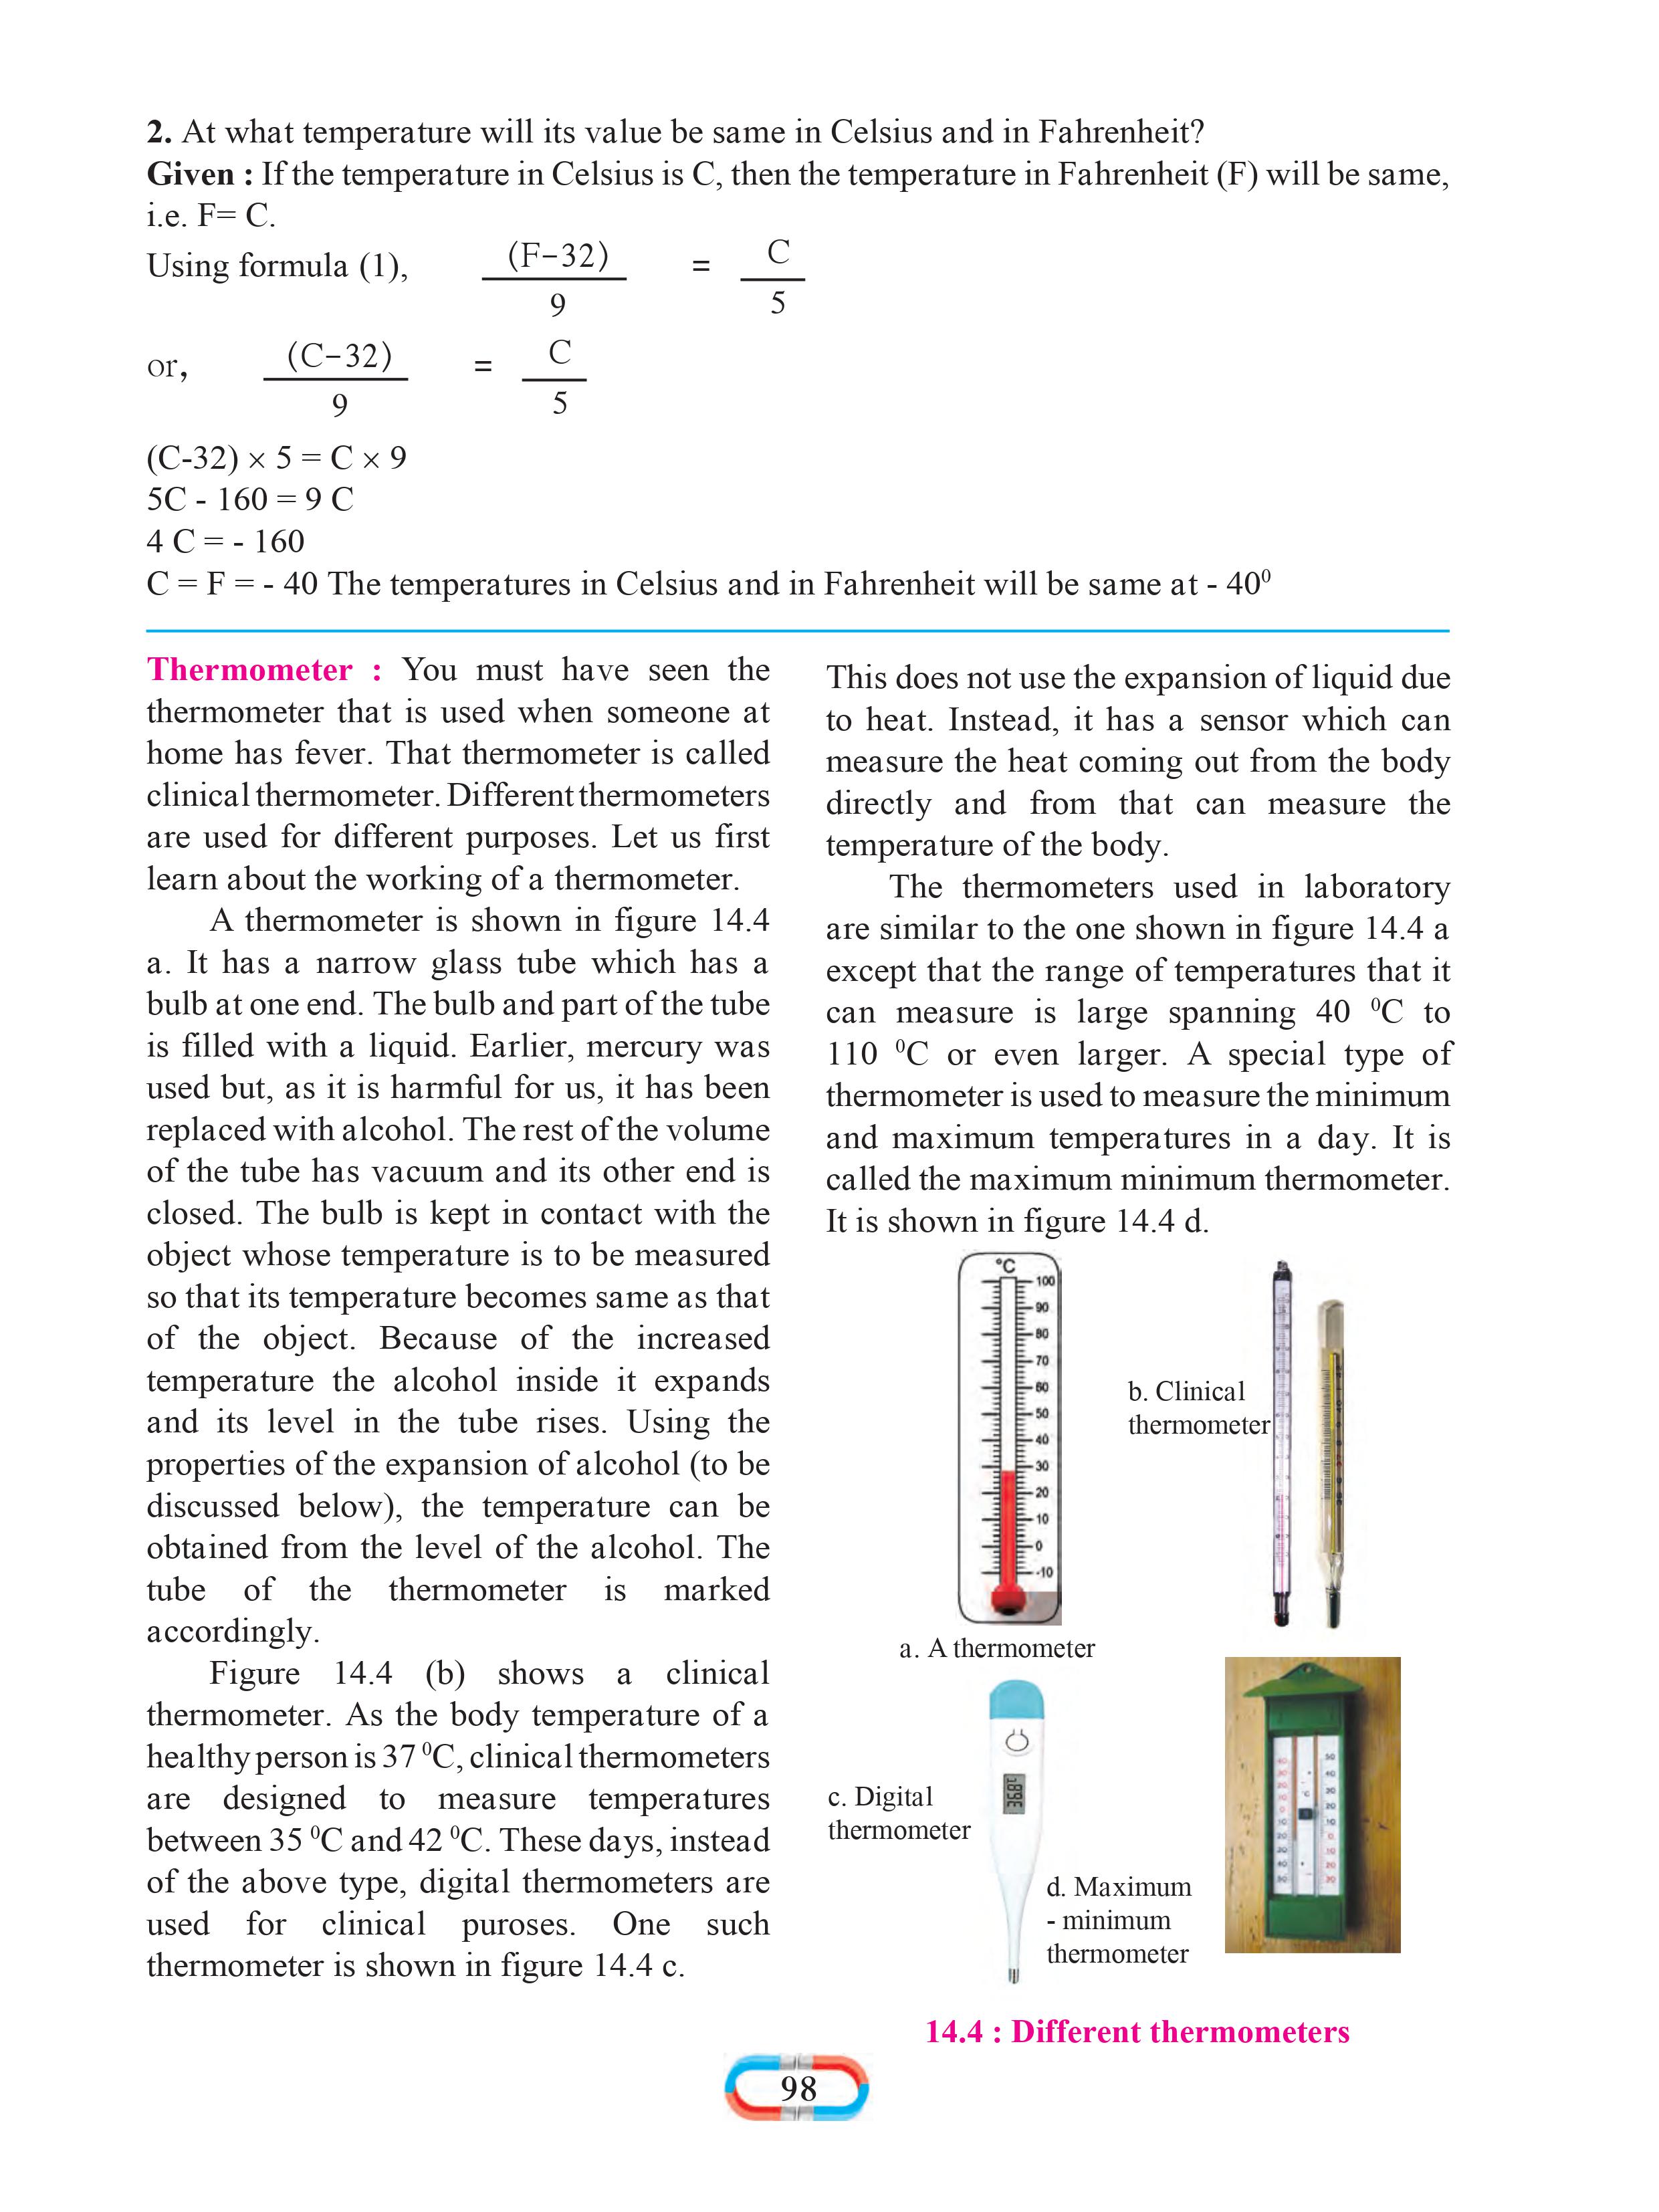 2. At what temperature will its value be same in Celsius and in Fahrenheit?
Given : If the temperature in Celsius is C, then the temperature in Fahrenheit (F) will be same,
i.e. F= C.
Using formula (1), (F-32)/9 = C/5
or, (C-32)/9 = C/5
(C-32) × 5 = C × 9
5C - 160 = 9 C
4 C = - 160
C = F = - 40 The temperatures in Celsius and in Fahrenheit will be same at - 40⁰
Thermometer : You must have seen the
thermometer that is used when someone at
home has fever. That thermometer is called
clinical thermometer. Different thermometers
are used for different purposes. Let us first
learn about the working of a thermometer.
A thermometer is shown in figure 14.4
a. It has a narrow glass tube which has a
bulb at one end. The bulb and part of the tube
is filled with a liquid. Earlier, mercury was
used but, as it is harmful for us, it has been
replaced with alcohol. The rest of the volume
of the tube has vacuum and its other end is
closed. The bulb is kept in contact with the
object whose temperature is to be measured
so that its temperature becomes same as that
of the object. Because of the increased
temperature the alcohol inside it expands
and its level in the tube rises. Using the
properties of the expansion of alcohol (to be
discussed below), the temperature can be
obtained from the level of the alcohol. The
tube of the thermometer is marked
accordingly.
Figure 14.4 (b) shows a clinical
thermometer. As the body temperature of a
healthy person is 37 ⁰C, clinical thermometers
are designed to measure temperatures
between 35 ⁰C and 42 ⁰C. These days, instead
of the above type, digital thermometers are
used for clinical puroses. One such
thermometer is shown in figure 14.4 c.
This does not use the expansion of liquid due
to heat. Instead, it has a sensor which can
measure the heat coming out from the body
directly and from that can measure the
temperature of the body.
The thermometers used in laboratory
are similar to the one shown in figure 14.4 a
except that the range of temperatures that it
can measure is large spanning 40 ⁰C to
110 ⁰C or even larger. A special type of
thermometer is used to measure the minimum
and maximum temperatures in a day. It is
called the maximum minimum thermometer.
It is shown in figure 14.4 d.
°C
100
90
80
70
60
50
40
30
20
10
0
-10
a. A thermometer
b. Clinical
thermometer
c. Digital
thermometer
d. Maximum
- minimum
thermometer
14.4 : Different thermometers
98